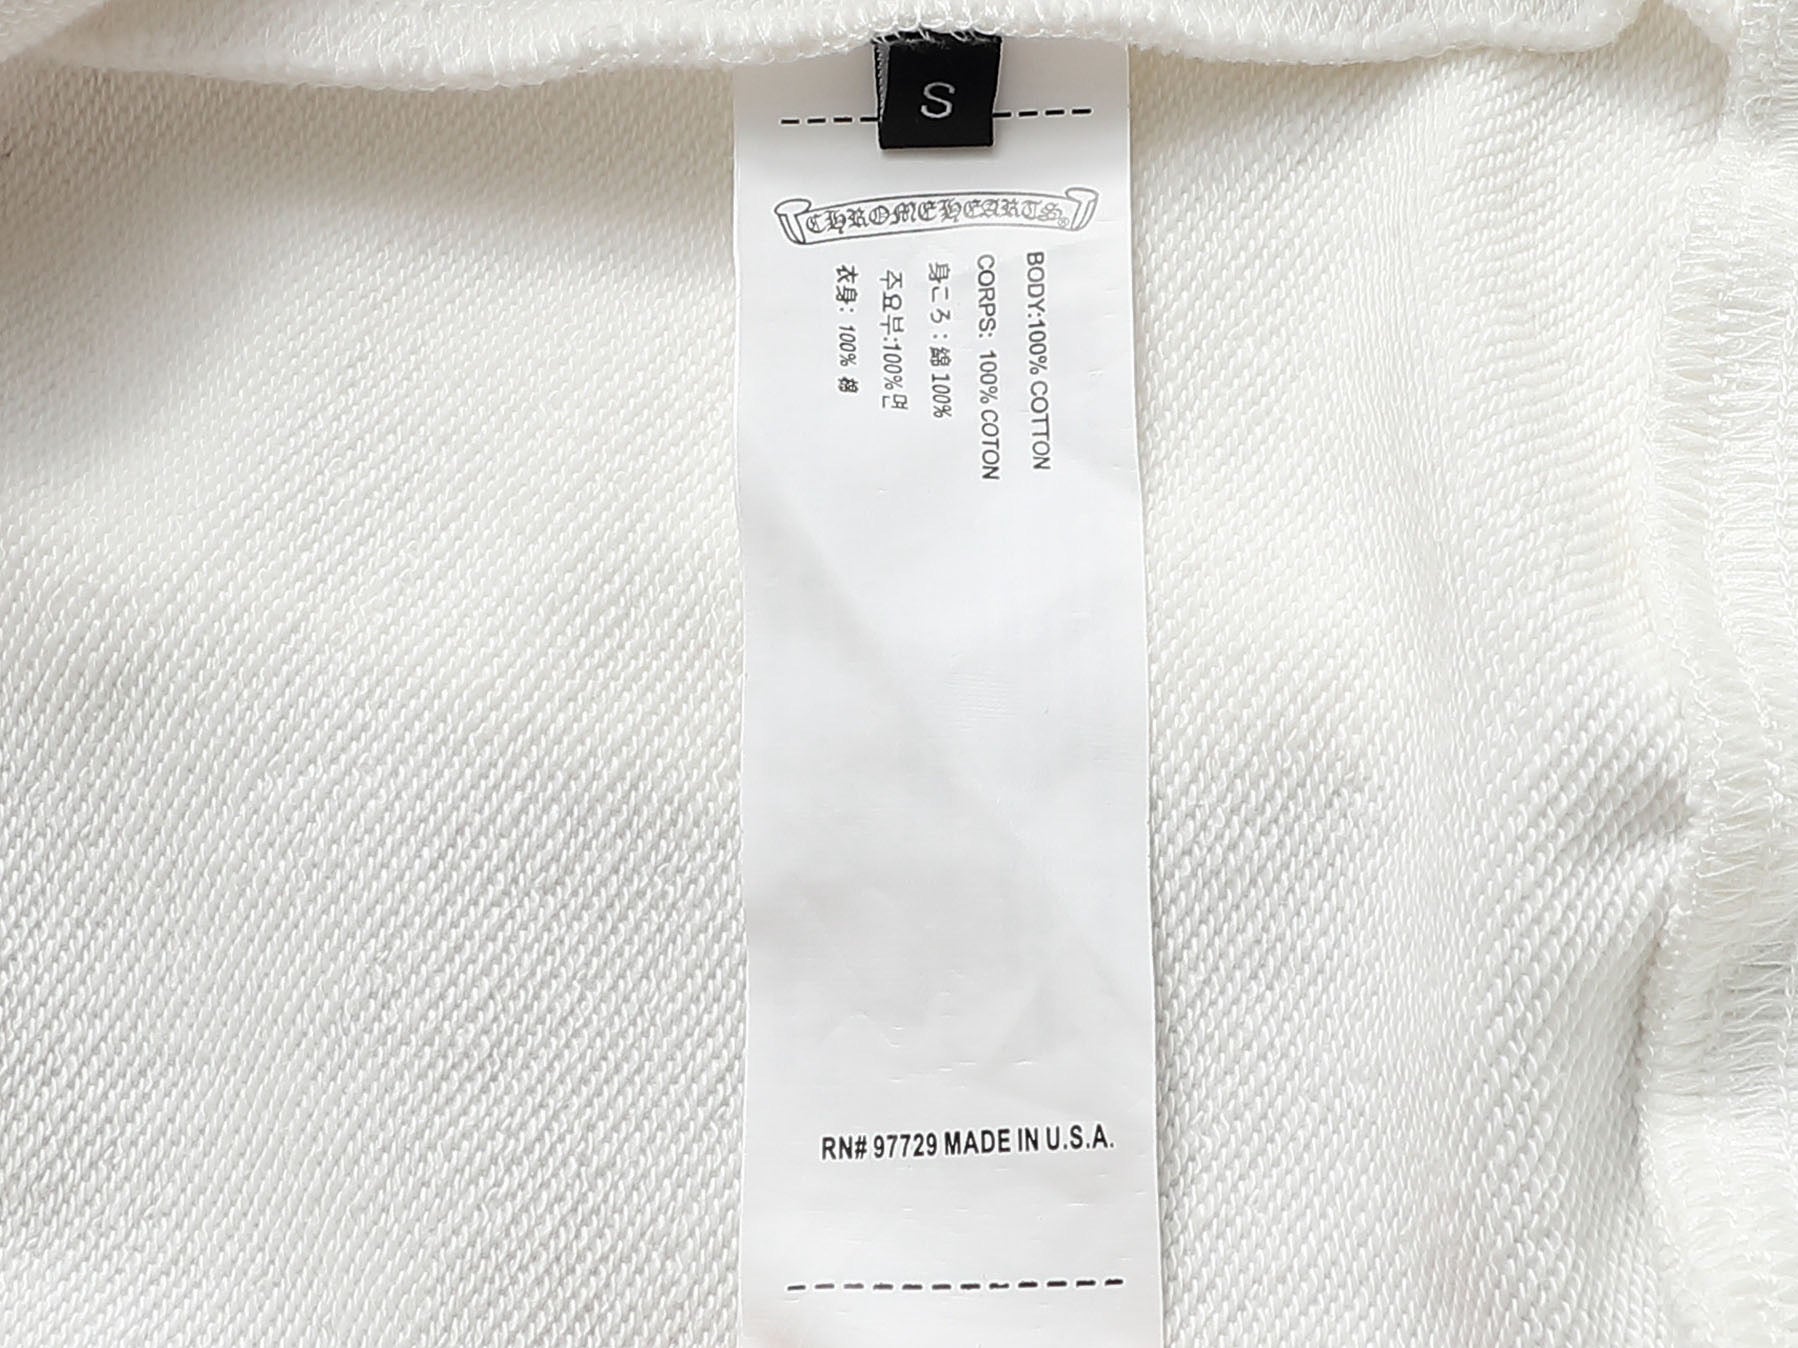 S
CHROMEHEARTS®
BODY:100% COTTON
CORPS: 100% COTON
身ころ : 綿 100%
주요부:100%면
衣身: 100% 棉
RN# 97729 MADE IN U.S.A.